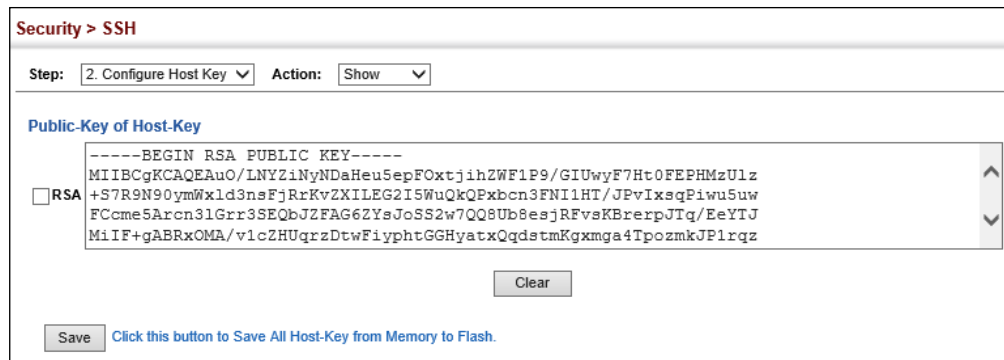 Security > SSH
Step: 2. Configure Host Key Action: Show
Public-Key of Host-Key
-----BEGIN RSA PUBLIC KEY-----
MIIBCgKCAQEAuO/LNYZiNyNDaHeu5epFOxtjihZWF1P9/GIUwyF7Ht0FEPHMzUlz
RSA +S7R9N90ymWxld3nsFjRrKvZXILEG2I5WuQkQPxbcn3FNI1HT/JPvIxsqPiwu5uw
FCcme5Arcn3lGrr3SEQbJZFAG6ZYsJoSS2w7QQ8Ub8esjRFvsKBrerpJTq/EeYTJ
MiIF+gABRxOMA/v1cZHUqrzDtwFiyphtGGHyatxQqdstmKgxmga4TpozmkJP1rqz
Clear
Save Click this button to Save All Host-Key from Memory to Flash.